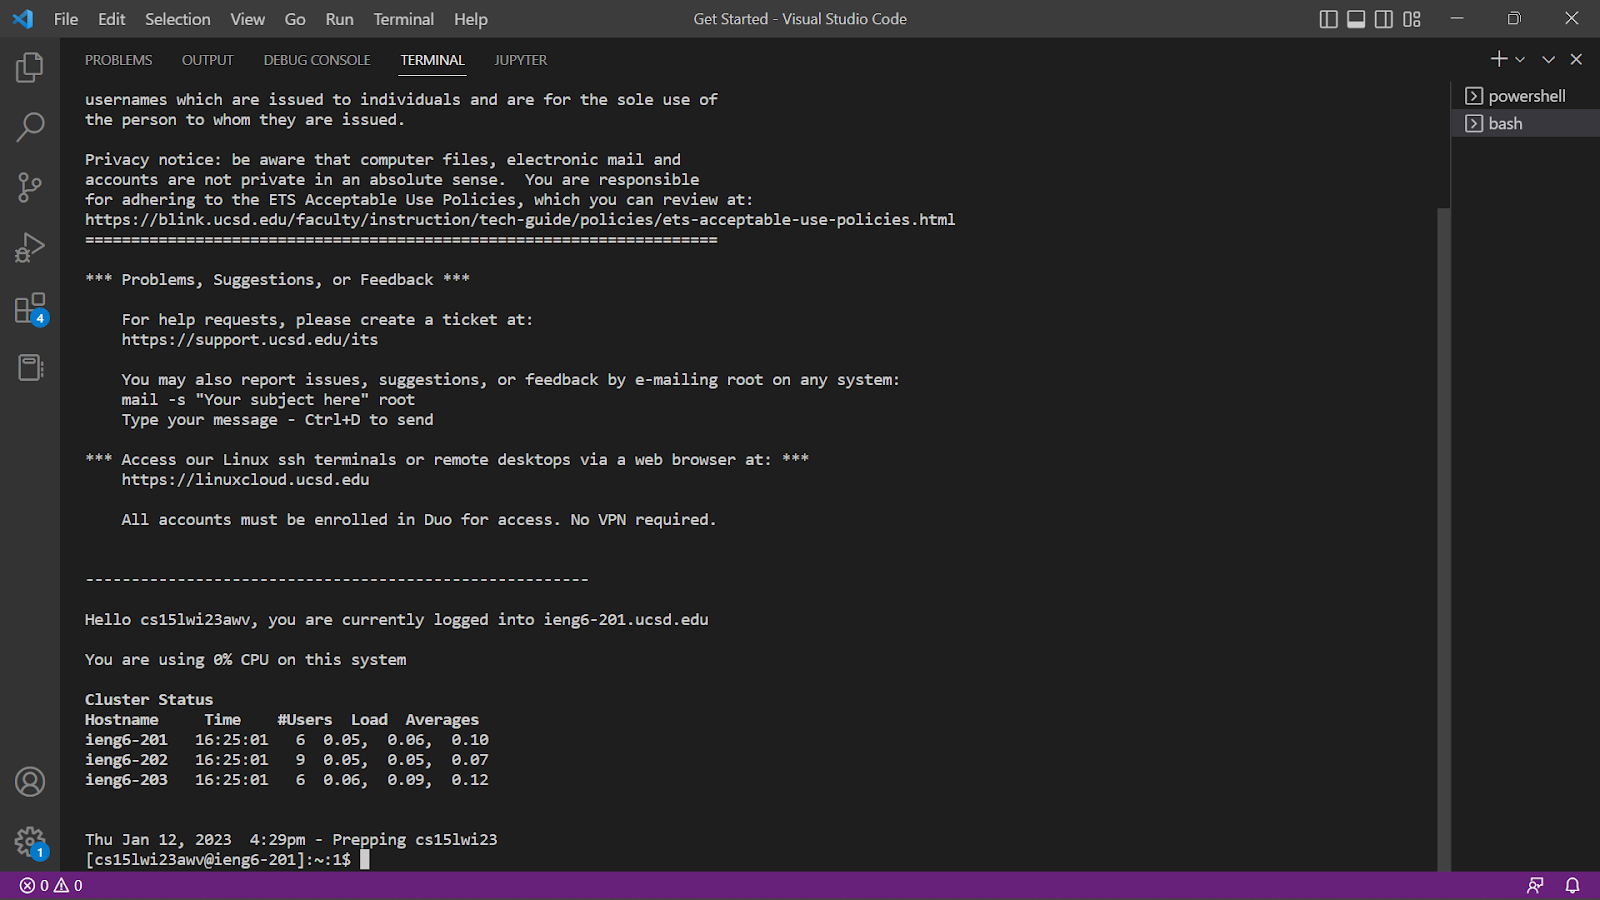 File Edit Selection View Go Run Terminal Help Get Started - Visual Studio Code
PROBLEMS OUTPUT DEBUG CONSOLE TERMINAL JUPYTER
powershell
bash
usernames which are issued to individuals and are for the sole use of
the person to whom they are issued.
Privacy notice: be aware that computer files, electronic mail and
accounts are not private in an absolute sense.  You are responsible
for adhering to the ETS Acceptable Use Policies, which you can review at:
https://blink.ucsd.edu/faculty/instruction/tech-guide/policies/ets-acceptable-use-policies.html
=====================================================================
*** Problems, Suggestions, or Feedback ***
For help requests, please create a ticket at:
https://support.ucsd.edu/its
You may also report issues, suggestions, or feedback by e-mailing root on any system:
mail -s "Your subject here" root
Type your message - Ctrl+D to send
*** Access our Linux ssh terminals or remote desktops via a web browser at: ***
https://linuxcloud.ucsd.edu
All accounts must be enrolled in Duo for access. No VPN required.
-------------------------------------------------------
Hello cs15lwi23awv, you are currently logged into ieng6-201.ucsd.edu
You are using 0% CPU on this system
Cluster Status
Hostname     Time    #Users  Load  Averages
ieng6-201   16:25:01   6  0.05,  0.06,  0.10
ieng6-202   16:25:01   9  0.05,  0.05,  0.07
ieng6-203   16:25:01   6  0.06,  0.09,  0.12
Thu Jan 12, 2023  4:29pm - Prepping cs15lwi23
[cs15lwi23awv@ieng6-201]:~:1$
4
1
0 0